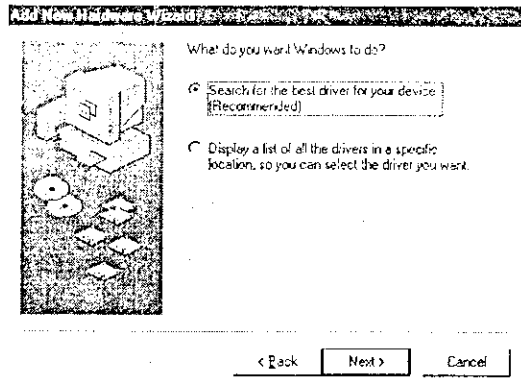 Add New Hardware Wizard
What do you want Windows to do?
Search for the best driver for your device
(Recommended)
Display a list of all the drivers in a specific
location, so you can select the driver you want.
< Back
Next >
Cancel